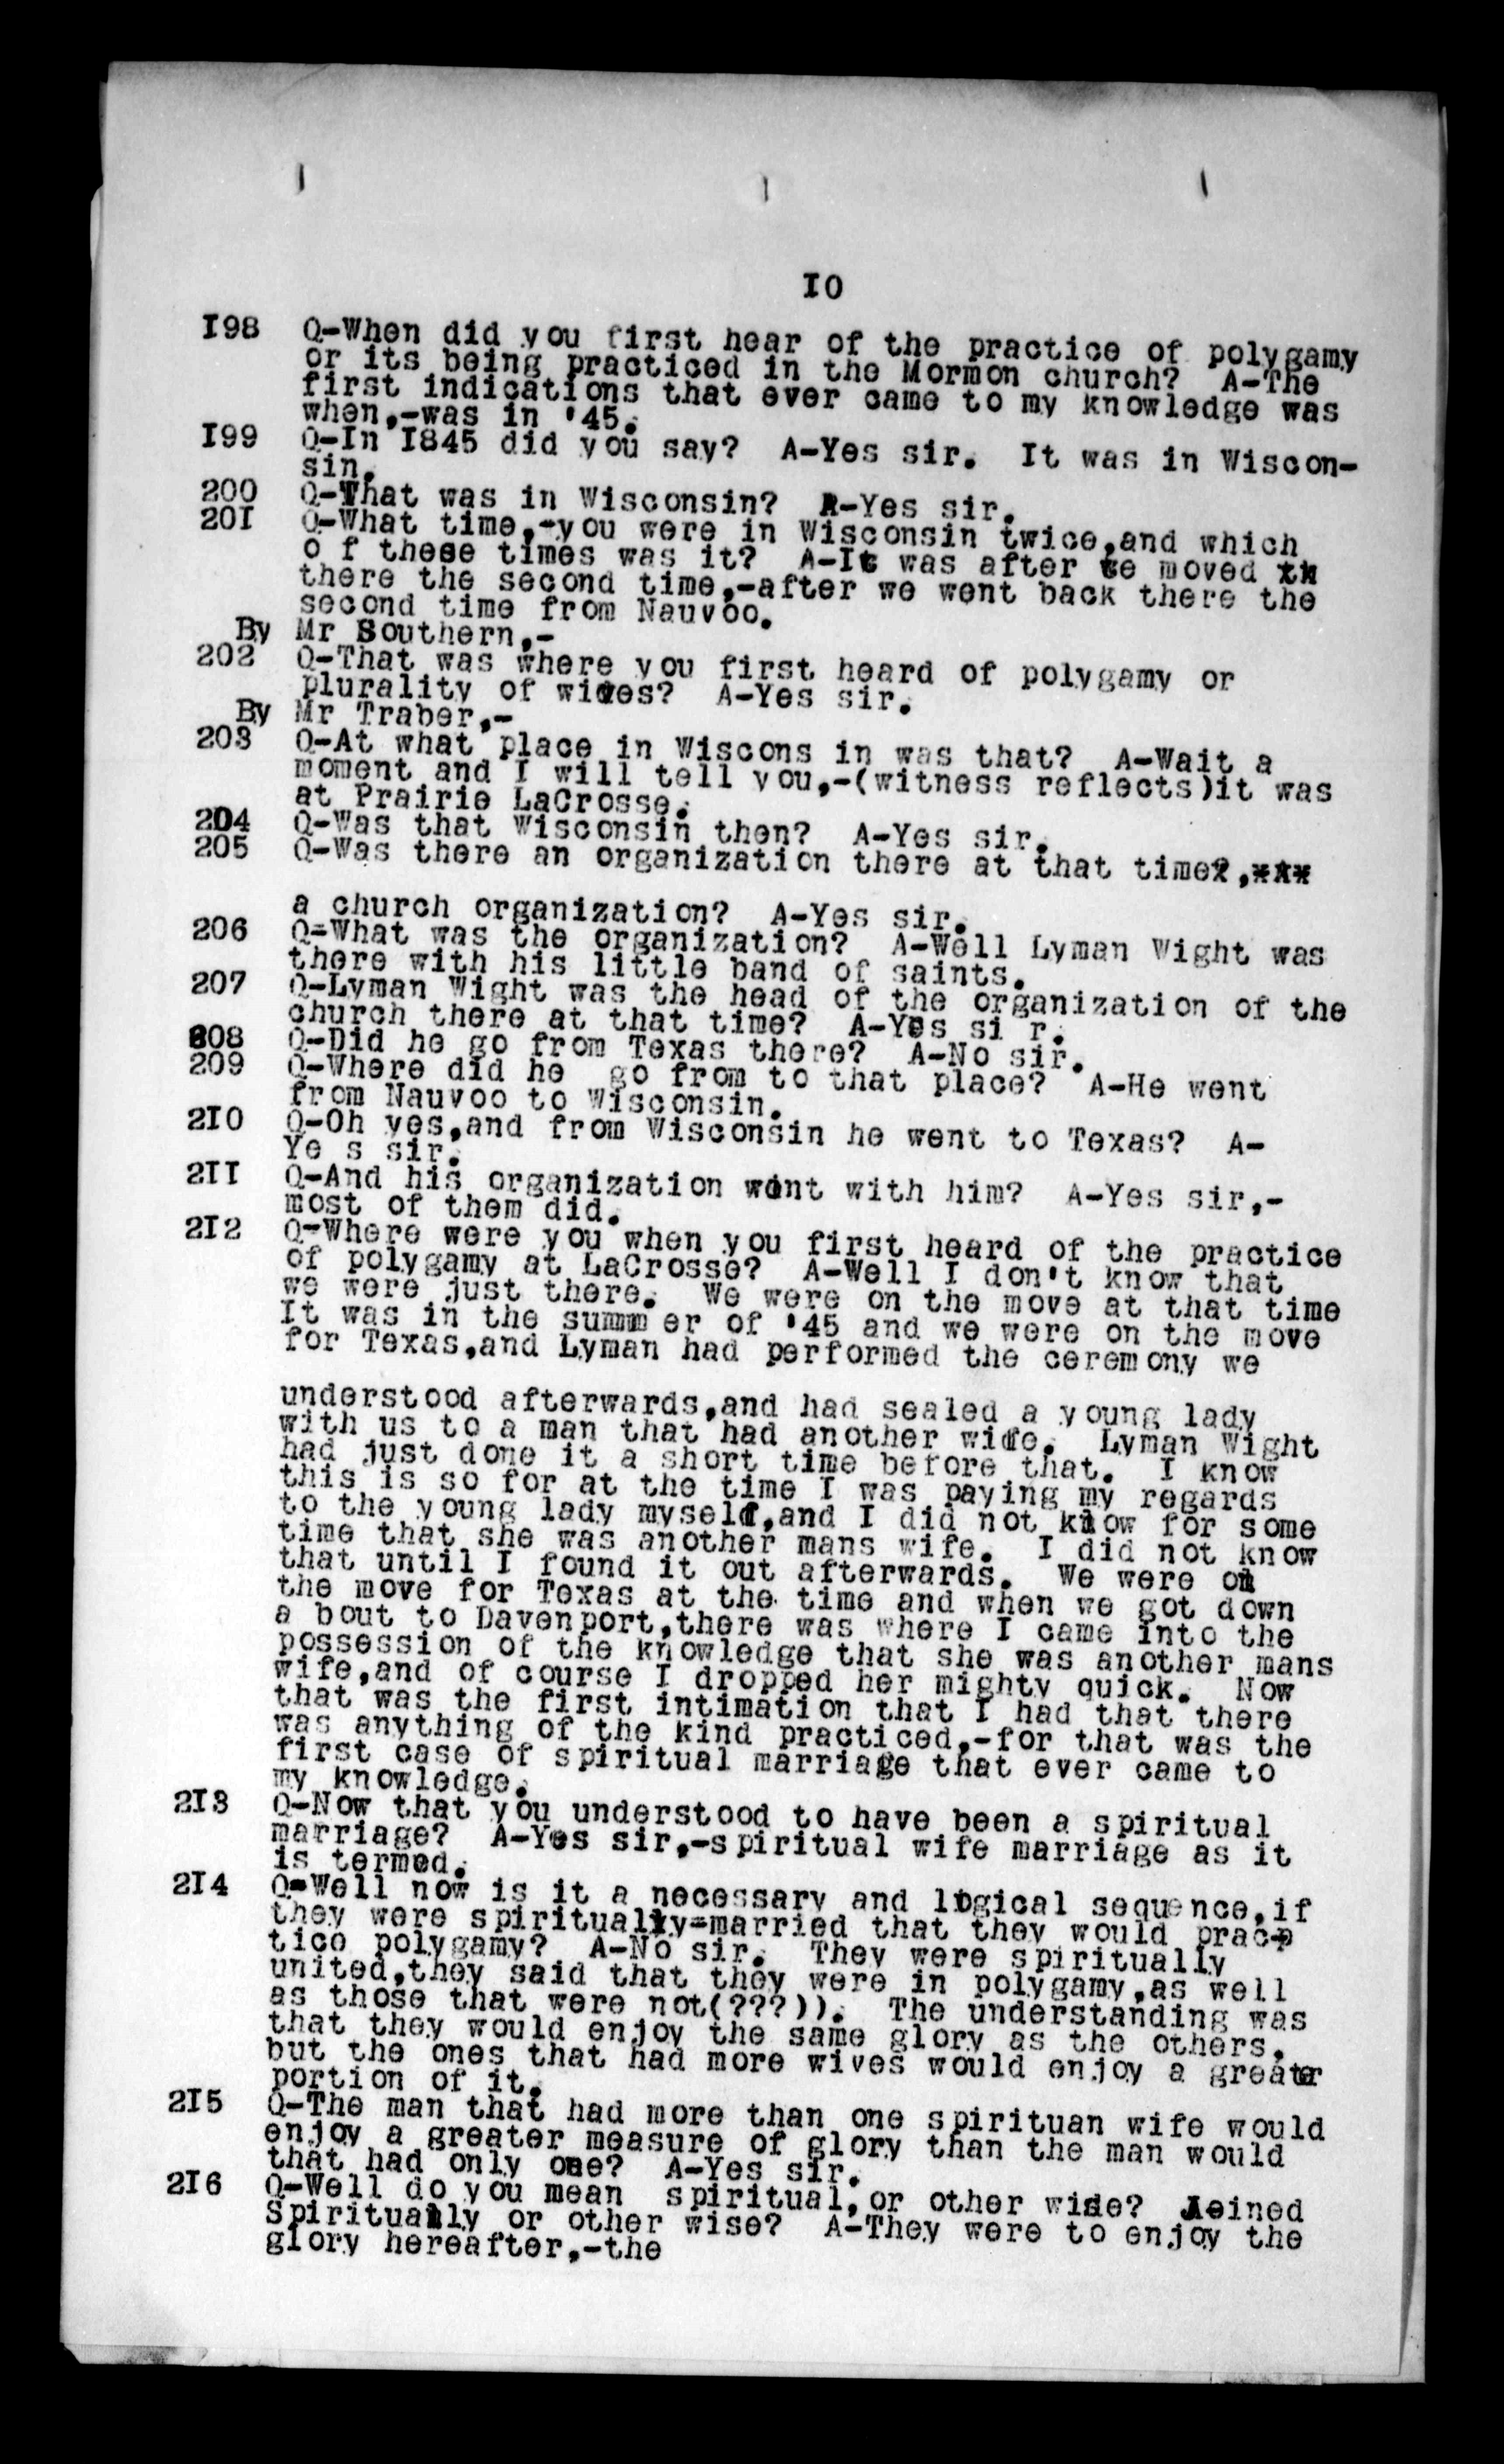 I0
I98 Q-When did you first hear of the practice of polygamy
or its being practiced in the Mormon church? A-The
first indications that ever came to my knowledge was
when,-was in '45.
I99 Q-In I845 did you say? A-Yes sir. It was in Wiscon-
sin.
200 Q-That was in Wisconsin? A-Yes sir.
20I Q-What time,-you were in Wisconsin twice,and which
o f these times was it? A-It was after we moved
there the second time,-after we went back there the
second time from Nauvoo.
By Mr Southern,-
202 Q-That was where you first heard of polygamy or
plurality of wives? A-Yes sir.
By Mr Traber,-
203 Q-At what place in Wiscons in was that? A-Wait a
moment and I will tell you,-(witness reflects)it was
at Prairie LaCrosse.
204 Q-Was that Wisconsin then? A-Yes sir.
205 Q-Was there an organization there at that time?,***
a church organization? A-Yes sir.
206 Q=What was the organization? A-Well Lyman Wight was
there with his little band of saints.
207 Q-Lyman Wight was the head of the organization of the
church there at that time? A-Yes si r.
208 Q-Did he go from Texas there? A-No sir.
209 Q-Where did he go from to that place? A-He went
from Nauvoo to Wisconsin.
2I0 Q-Oh yes,and from Wisconsin he went to Texas? A-
Ye s sir.
2II Q-And his organization went with him? A-Yes sir,-
most of them did.
2I2 Q-Where were you when you first heard of the practice
of polygamy at LaCrosse? A-Well I don't know that
we were just there. We were on the move at that time
It was in the summ er of '45 and we were on the move
for Texas,and Lyman had performed the ceremony we
understood afterwards,and had sealed a young lady
with us to a man that had another wife. Lyman Wight
had just done it a short time before that. I know
this is so for at the time I was paying my regards
to the young lady myself,and I did not know for some
time that she was another mans wife. I did not know
that until I found it out afterwards. We were on
the move for Texas at the time and when we got down
a bout to Davenport,there was where I came into the
possession of the knowledge that she was another mans
wife,and of course I dropped her mighty quick. Now
that was the first intimation that I had that there
was anything of the kind practiced,-for that was the
first case of spiritual marriage that ever came to
my knowledge.
2I3 Q-Now that you understood to have been a spiritual
marriage? A-Yes sir,-spiritual wife marriage as it
is termed.
2I4 Q-Well now is it a necessary and logical sequence,if
they were spiritually=married that they would prac-
tice polygamy? A-No sir. They were spiritually
united,they said that they were in polygamy,as well
as those that were not(???)). The understanding was
that they would enjoy the same glory as the others,
but the ones that had more wives would enjoy a greater
portion of it.
2I5 Q-The man that had more than one spirituan wife would
enjoy a greater measure of glory than the man would
that had only one? A-Yes sir.
2I6 Q-Well do you mean spiritual,or other wise? Joined
Spiritually or other wise? A-They were to enjoy the
glory hereafter,-the